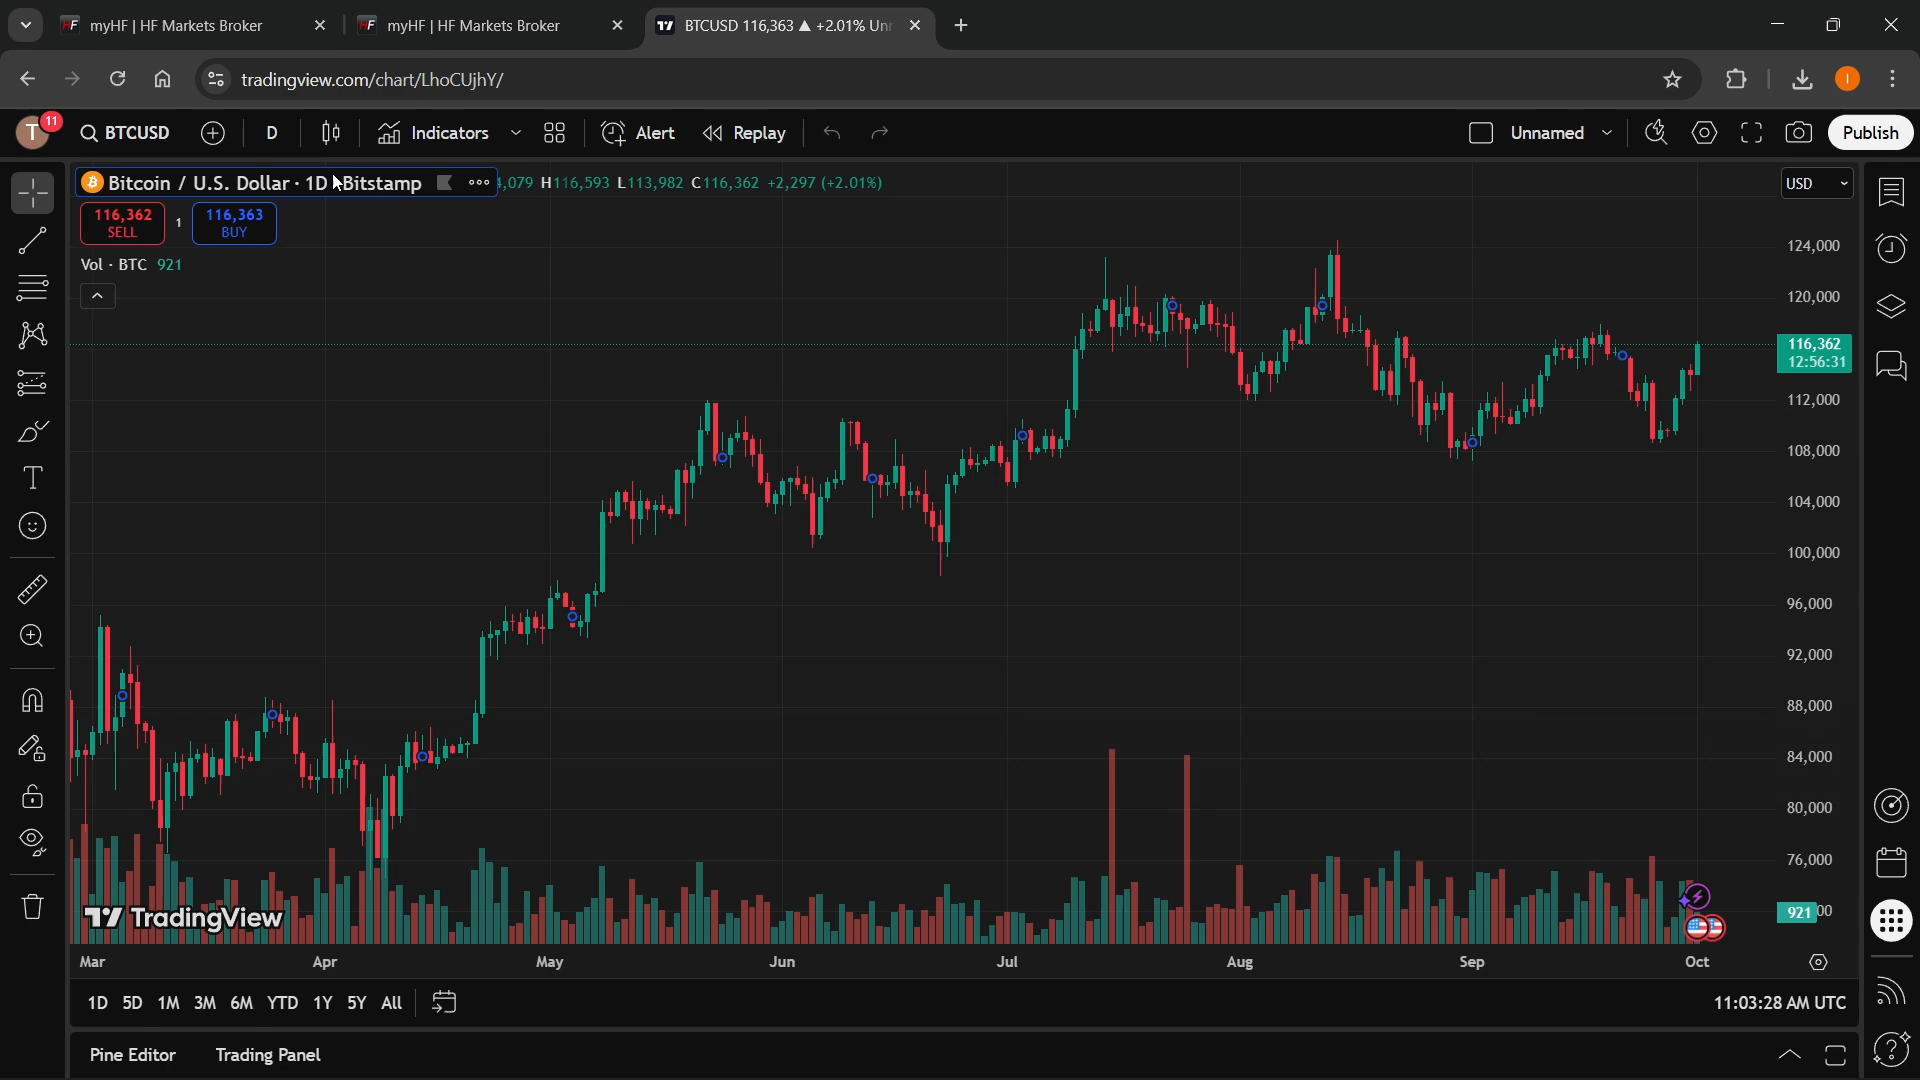 myHF | HF Markets Broker
myHF | HF Markets Broker
BTCUSD 116,363 ▲ +2.01% Unn
tradingview.com/chart/LhoCUjhY/
T 11
BTCUSD
D
Indicators
Alert
Replay
Unnamed
Publish
Bitcoin / U.S. Dollar · 1D · Bitstamp
4,079 H116,593 L113,982 C116,362 +2,297 (+2.01%)
USD
116,362
SELL
1
116,363
BUY
Vol · BTC 921
124,000
120,000
116,362
12:56:31
112,000
108,000
104,000
100,000
96,000
92,000
88,000
84,000
80,000
76,000
921
00
TradingView
Mar Apr May Jun Jul Aug Sep Oct
1D 5D 1M 3M 6M YTD 1Y 5Y All
11:03:28 AM UTC
Pine Editor Trading Panel